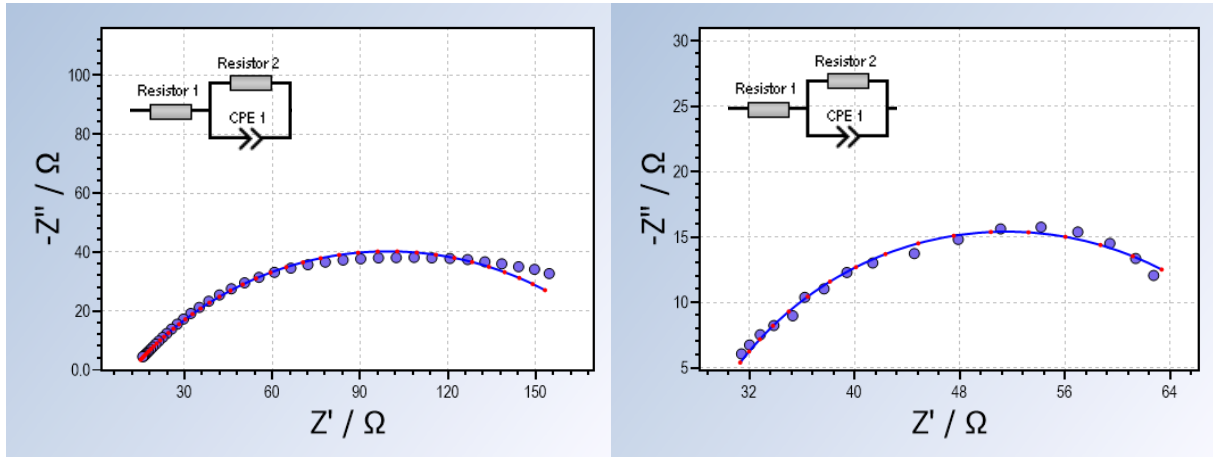 100
80
60
40
20
0.0
30
60
90
120
150
-Z" / Ω
Z' / Ω
Resistor 1
Resistor 2
CPE 1
30
25
20
15
10
5
32
40
48
56
64
-Z" / Ω
Z' / Ω
Resistor 1
Resistor 2
CPE 1